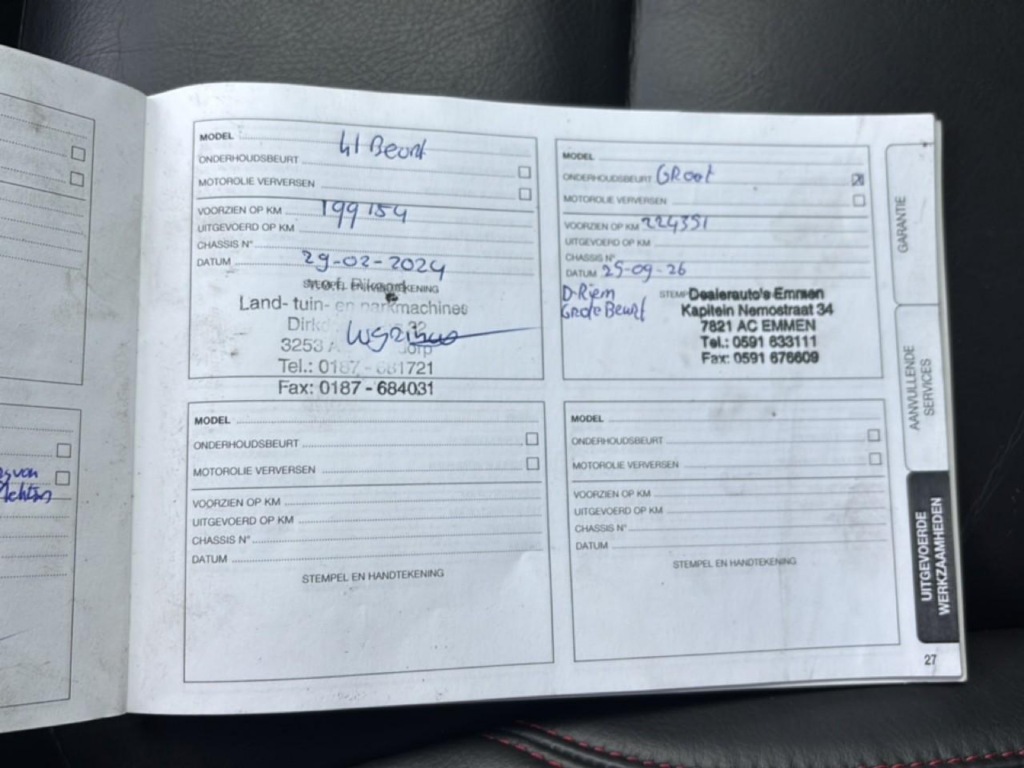 MODEL
kl Beurt
ONDERHOUDSBEURT
MOTOROLIE VERVERSEN
VOORZIEN OP KM 199154
UITGEVOERD OP KM
CHASSIS N°
DATUM 29-02-2024
STEMPEL EN HANDTEKENING
Land- tuin- en parkmachines
32
3253
Tel.: 0187 - 681721
Fax: 0187 - 684031
MODEL
ONDERHOUDSBEURT GRoot
MOTOROLIE VERVERSEN
VOORZIEN OP KM 224351
UITGEVOERD OP KM
CHASSIS N°
DATUM 25-09-26
D-Riem
Grote Beurt
Dealerauto's Emmen
Kapitein Nemostraat 34
7821 AC EMMEN
Tel.: 0591 633111
Fax: 0591 676609
MODEL
ONDERHOUDSBEURT
MOTOROLIE VERVERSEN
VOORZIEN OP KM
UITGEVOERD OP KM
CHASSIS N°
DATUM
STEMPEL EN HANDTEKENING
MODEL
ONDERHOUDSBEURT
MOTOROLIE VERVERSEN
VOORZIEN OP KM
UITGEVOERD OP KM
CHASSIS N°
DATUM
STEMPEL EN HANDTEKENING
GARANTIE
AANVULLENDE
SERVICES
UITGEVOERDE
WERKZAAMHEDEN
27